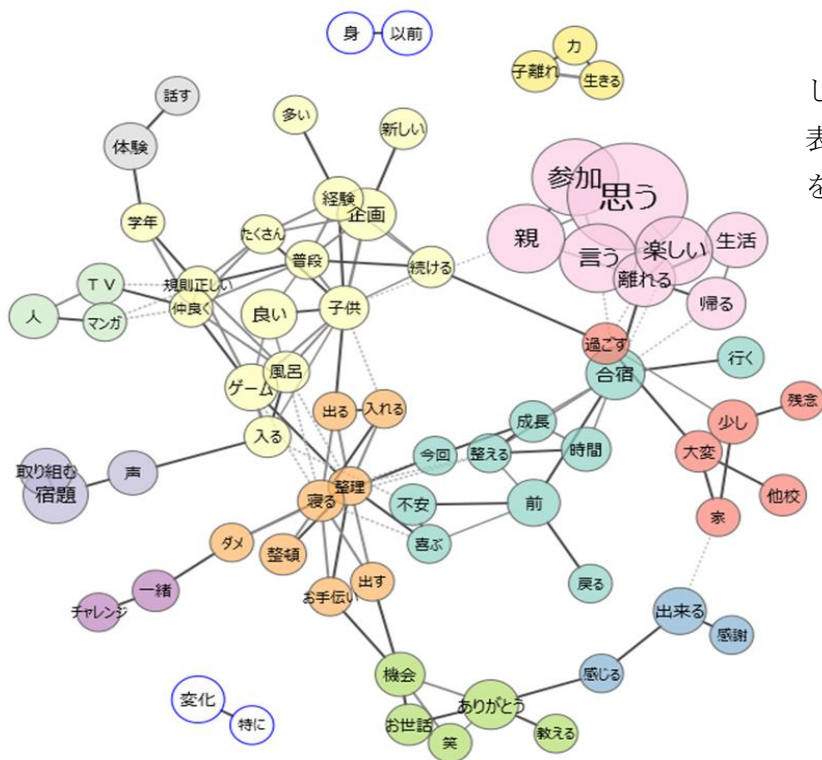 身
以前
力
子離れ
生きる
話す
体験
多い
新しい
し
表
を
参加
思う
学年
経験
企画
たくさん
親
言う
楽しい
生活
普段
続ける
離れる
TV
規則正しい
仲良く
人
マンガ
良い
子供
帰る
過ごす
風呂
ゲーム
合宿
行く
出る
入れる
成長
残念
少し
入る
今回
整える
時間
大変
取り組む
宿題
声
整理
寝る
不安
前
他校
家
ダメ
整頓
喜ぶ
一緒
チャレンジ
お手伝い
出す
戻る
出来る
感謝
変化
特に
機会
感じる
ありがとう
お世話
笑
教える